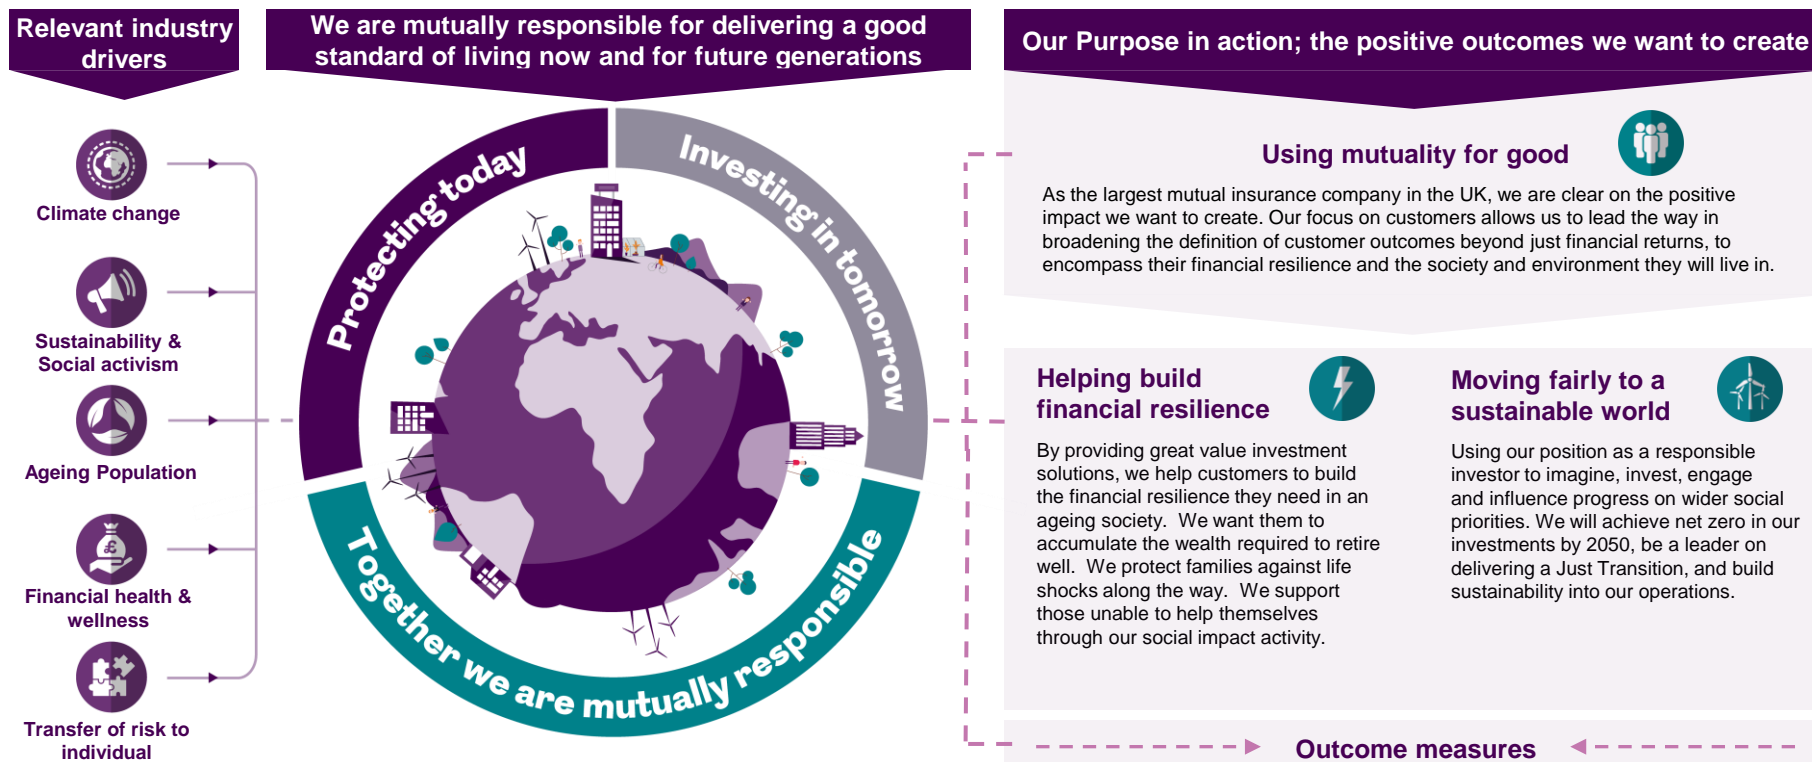 Relevant industry
drivers
Climate change
Sustainability &
Social activism
Ageing Population
Financial health &
wellness
Transfer of risk to
individual
We are mutually responsible for delivering a good
standard of living now and for future generations
Protecting today
Investing in tomorrow
Together we are mutually responsible
£
Our Purpose in action; the positive outcomes we want to create
Using mutuality for good
As the largest mutual insurance company in the UK, we are clear on the positive
impact we want to create. Our focus on customers allows us to lead the way in
broadening the definition of customer outcomes beyond just financial returns, to
encompass their financial resilience and the society and environment they will live in.
Helping build
financial resilience
By providing great value investment
solutions, we help customers to build
the financial resilience they need in an
ageing society.  We want them to
accumulate the wealth required to retire
well.  We protect families against life
shocks along the way.  We support
those unable to help themselves
through our social impact activity.
Moving fairly to a
sustainable world
Using our position as a responsible
investor to imagine, invest, engage
and influence progress on wider social
priorities. We will achieve net zero in our
investments by 2050, be a leader on
delivering a Just Transition, and build
sustainability into our operations.
Outcome measures